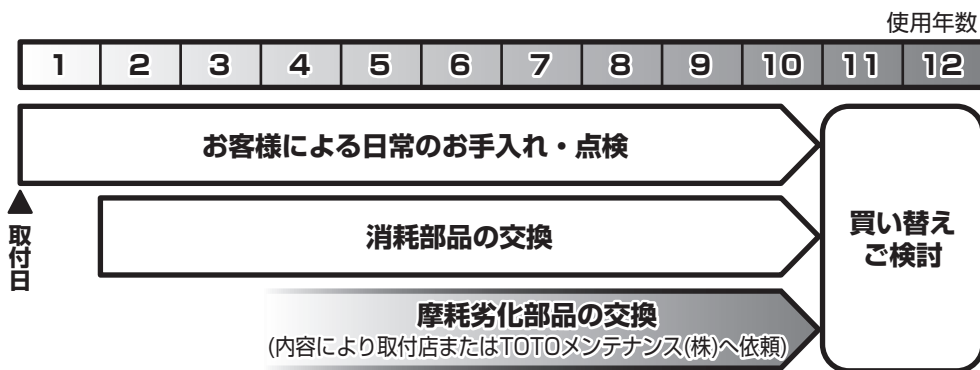 使用年数
1 2 3 4 5 6 7 8 9 10 11 12
お客様による日常のお手入れ・点検
取付日
消耗部品の交換
買い替え
ご検討
摩耗劣化部品の交換
(内容により取付店またはTOTOメンテナンス(株)へ依頼)